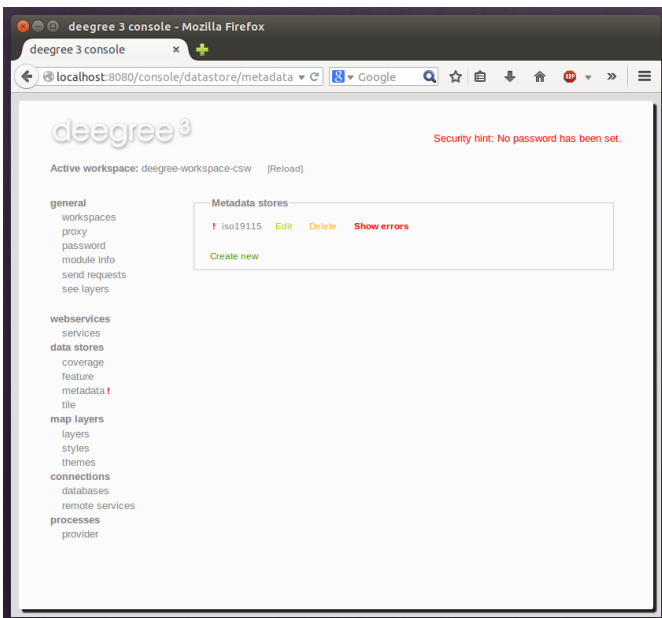 deegree 3 console - Mozilla Firefox
deegree 3 console ×
localhost:8080/console/datastore/metadata Google
ABP
deegree 3
Security hint: No password has been set.
Active workspace: deegree-workspace-csw [Reload]
general
workspaces
proxy
password
module info
send requests
see layers
webservices
services
data stores
coverage
feature
metadata !
tile
map layers
layers
styles
themes
connections
databases
remote services
processes
provider
Metadata stores
! iso19115 Edit Delete Show errors
Create new